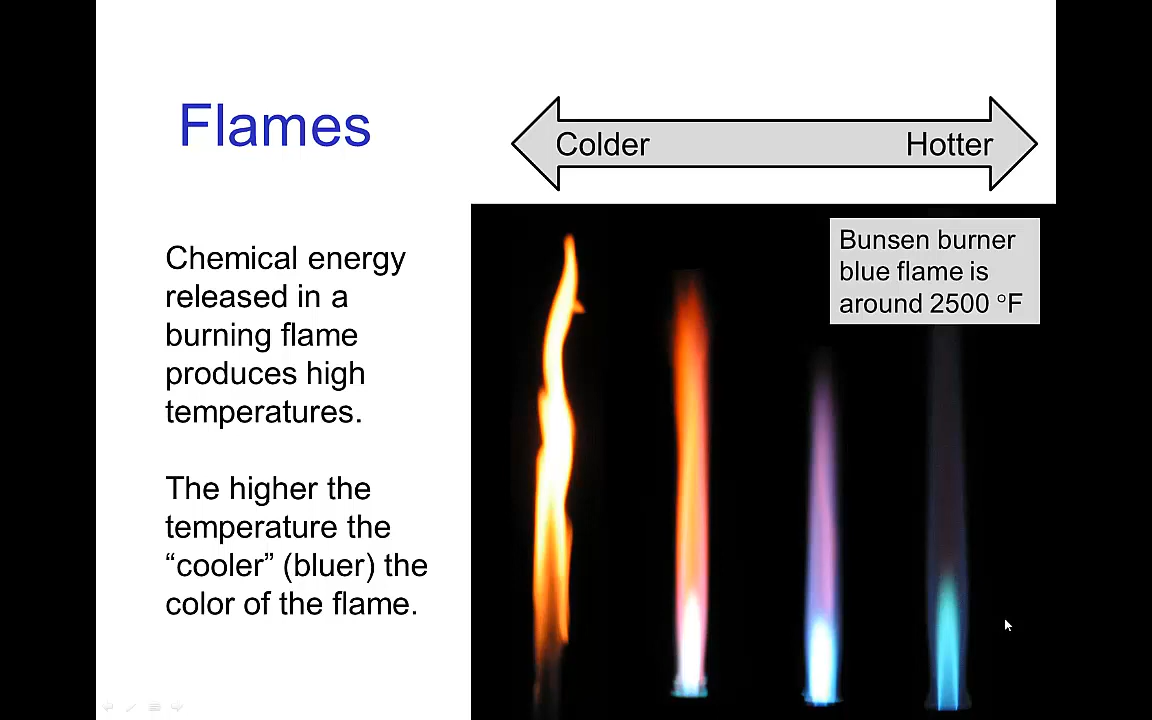 Flames
Colder
Hotter
Bunsen burner
blue flame is
around 2500 °F
Chemical energy
released in a
burning flame
produces high
temperatures.
The higher the
temperature the
“cooler” (bluer) the
color of the flame.